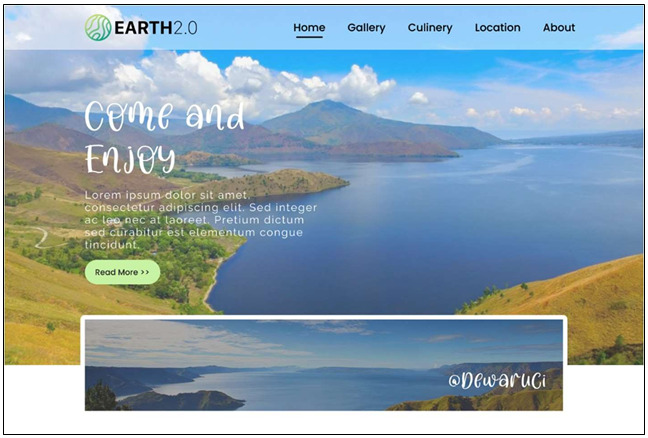 EARTH2.0
Home Gallery Culinery Location About
Come and
Enjoy
Lorem ipsum dolor sit amet,
consectetur adipiscing elit. Sed integer
ac leo nec at laoreet. Pretium dictum
sed curabitur est elementum congue
tincidunt.
Read More >>
@Dewaruci